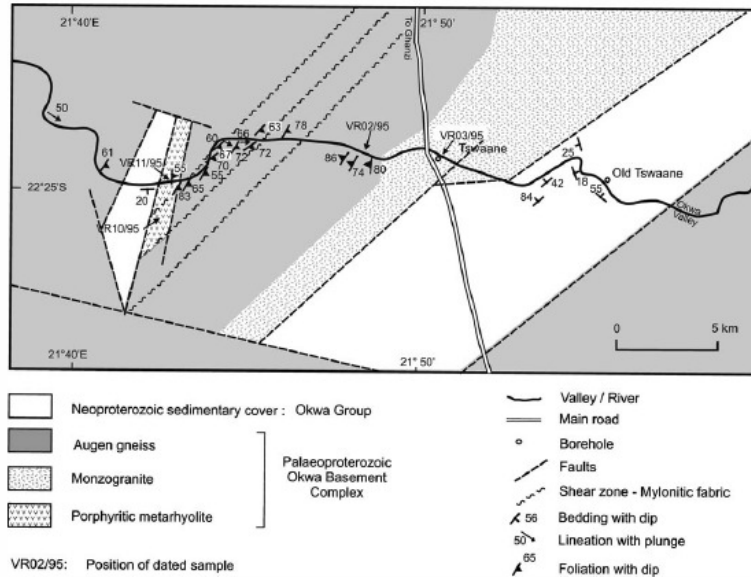 21°40'E
21° 50
To Ghanzi
50
61
VR11/95
55
60
66
63
78
67
72
72
70
55
65
83
20
VR10/95
22°25'S
VR02/95
VR03/95
Tswaane
86
74
80
25
Old Tswaane
18
42
55
84
Okwa
Valley
0 5 km
21°40'E
21° 50
Neoproterozoic sedimentary cover : Okwa Group
Augen gneiss
Monzogranite
Porphyritic metarhyolite
Palaeoproterozoic
Okwa Basement
Complex
VR02/95: Position of dated sample
Valley / River
Main road
Borehole
Faults
Shear zone - Mylonitic fabric
56 Bedding with dip
50 Lineation with plunge
65 Foliation with dip